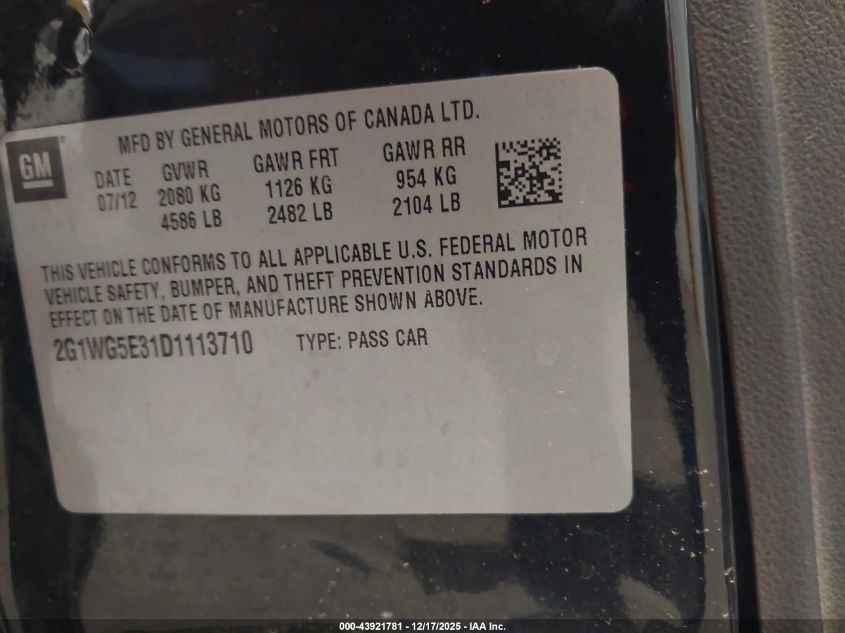 MFD BY GENERAL MOTORS OF CANADA LTD.
GM
DATE GVWR GAWR FRT GAWR RR
07/12 2080 KG 1126 KG 954 KG
4586 LB 2482 LB 2104 LB
THIS VEHICLE CONFORMS TO ALL APPLICABLE U.S. FEDERAL MOTOR
VEHICLE SAFETY, BUMPER, AND THEFT PREVENTION STANDARDS IN
EFFECT ON THE DATE OF MANUFACTURE SHOWN ABOVE.
2G1WG5E31D1113710 TYPE: PASS CAR
000-43921781 - 12/17/2025 - IAA Inc.